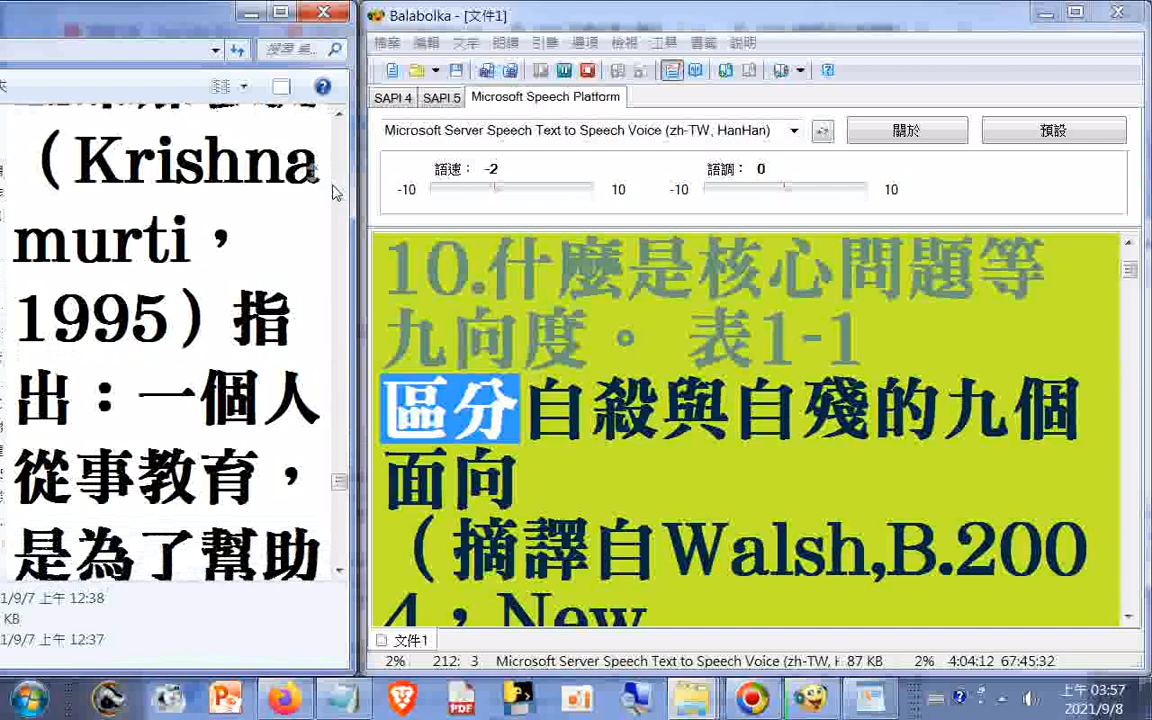 （Krishna
murti，
1995）指
出：一個人
從事教育，
是為了幫助
1/9/7 上午 12:38
KB
1/9/7 上午 12:37
Balabolka - [文件1]
檔案 編輯 文字 朗讀 引言 選項 檢視 工具 書籤 說明
SAPI 4 SAPI 5 Microsoft Speech Platform
Microsoft Server Speech Text to Speech Voice (zh-TW, HanHan)
關於 預設
語速： -2 語調： 0
-10 10 -10 10
10.什麼是核心問題等
九向度。 表1-1
區分自殺與自殘的九個
面向
（摘譯自Walsh,B.200
4，New
文件1
2% 212: 3 Microsoft Server Speech Text to Speech Voice (zh-TW, 87 KB 2% 4:04:12 67:45:32
上午 03:57
2021/9/8